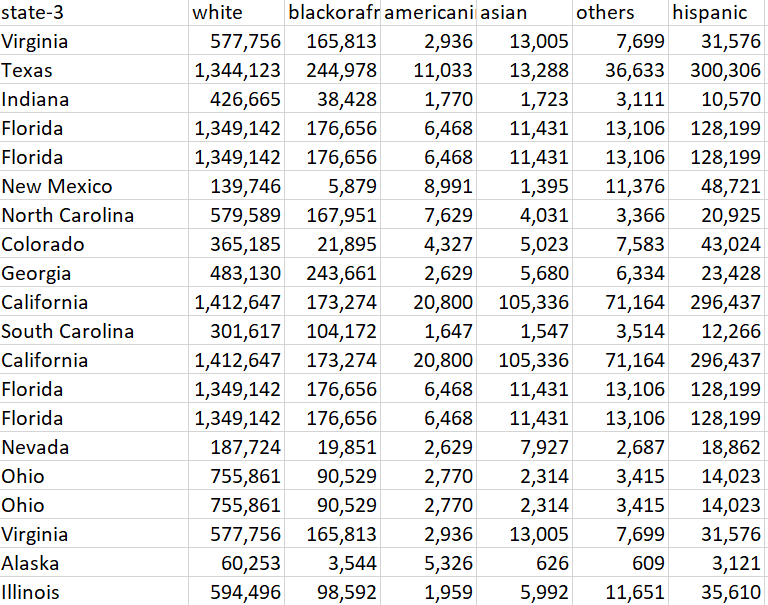 state-3 white blackorafr americani asian others hispanic
Virginia 577,756 165,813 2,936 13,005 7,699 31,576
Texas 1,344,123 244,978 11,033 13,288 36,633 300,306
Indiana 426,665 38,428 1,770 1,723 3,111 10,570
Florida 1,349,142 176,656 6,468 11,431 13,106 128,199
Florida 1,349,142 176,656 6,468 11,431 13,106 128,199
New Mexico 139,746 5,879 8,991 1,395 11,376 48,721
North Carolina 579,589 167,951 7,629 4,031 3,366 20,925
Colorado 365,185 21,895 4,327 5,023 7,583 43,024
Georgia 483,130 243,661 2,629 5,680 6,334 23,428
California 1,412,647 173,274 20,800 105,336 71,164 296,437
South Carolina 301,617 104,172 1,647 1,547 3,514 12,266
California 1,412,647 173,274 20,800 105,336 71,164 296,437
Florida 1,349,142 176,656 6,468 11,431 13,106 128,199
Florida 1,349,142 176,656 6,468 11,431 13,106 128,199
Nevada 187,724 19,851 2,629 7,927 2,687 18,862
Ohio 755,861 90,529 2,770 2,314 3,415 14,023
Ohio 755,861 90,529 2,770 2,314 3,415 14,023
Virginia 577,756 165,813 2,936 13,005 7,699 31,576
Alaska 60,253 3,544 5,326 626 609 3,121
Illinois 594,496 98,592 1,959 5,992 11,651 35,610